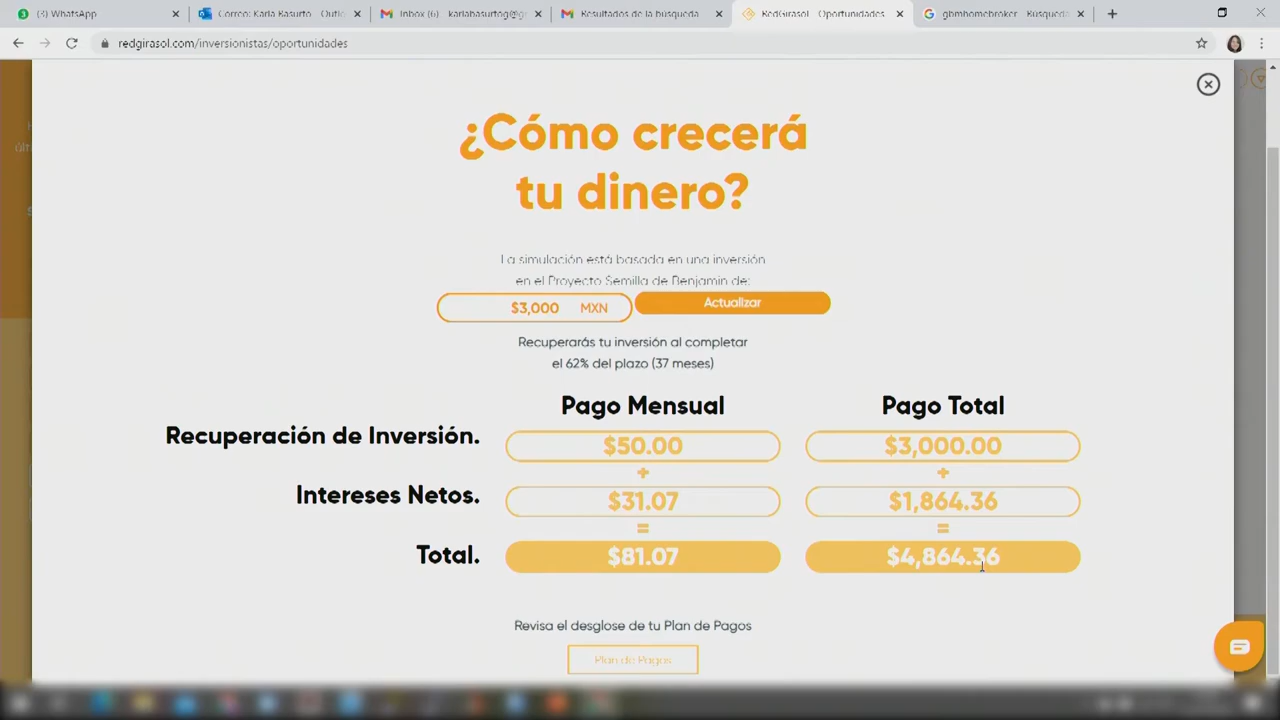 (3) WhatsApp
Correo: Karla Basurto - Outlo
Inbox (6) - karlabasurtog@g
Resultados de la búsqueda
RedGirasol - Oportunidades
gbmhomebroker - Búsqueda
redgirasol.com/inversionistas/oportunidades
¿Cómo crecerá
tu dinero?
La simulación está basada en una inversión
en el Proyecto Semilla de Benjamin de:
$3,000 MXN Actualizar
Recuperarás tu inversión al completar
el 62% del plazo (37 meses)
Pago Mensual Pago Total
Recuperación de Inversión. $50.00 $3,000.00
+ +
Intereses Netos. $31.07 $1,864.36
= =
Total. $81.07 $4,864.36
Revisa el desglose de tu Plan de Pagos
Plan de Pagos